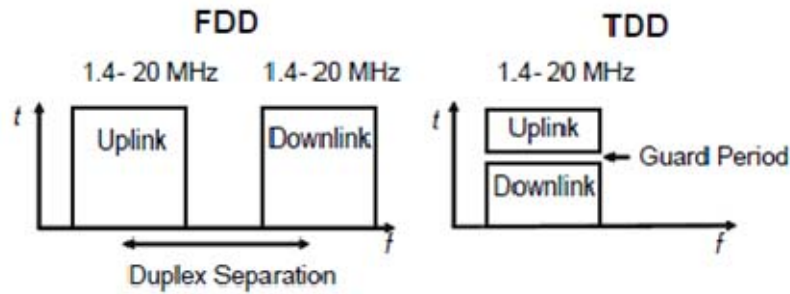 FDD
1.4- 20 MHz 1.4- 20 MHz
t
Uplink
Downlink
f
Duplex Separation
TDD
1.4- 20 MHz
t
Uplink
Guard Period
Downlink
f